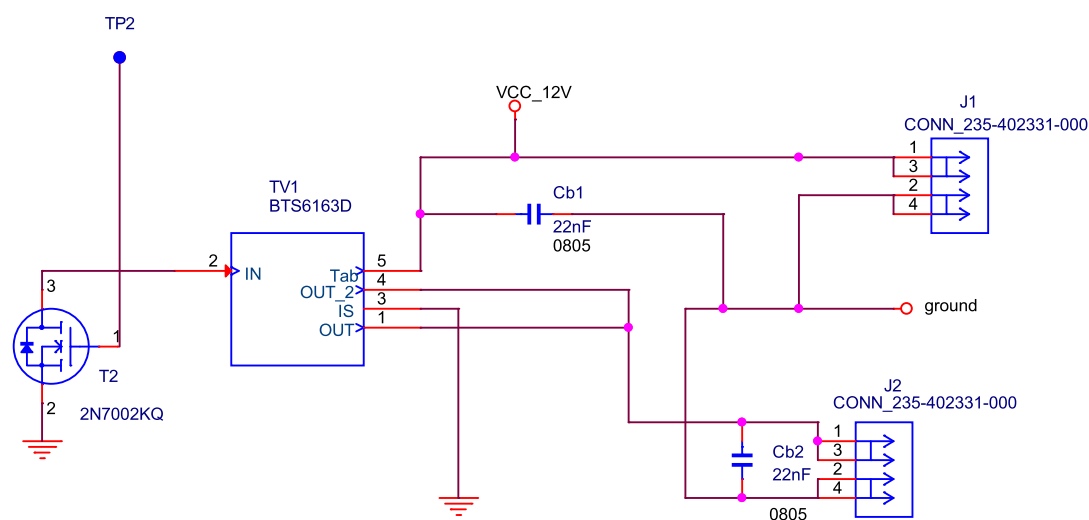 TP2
VCC_12V
J1
CONN_235-402331-000
1
3
2
4
TV1
BTS6163D
Cb1
22nF
0805
2
IN
Tab
5
OUT_2
4
IS
3
OUT
1
3
1
T2
2
2N7002KQ
ground
J2
CONN_235-402331-000
1
3
2
4
Cb2
22nF
0805